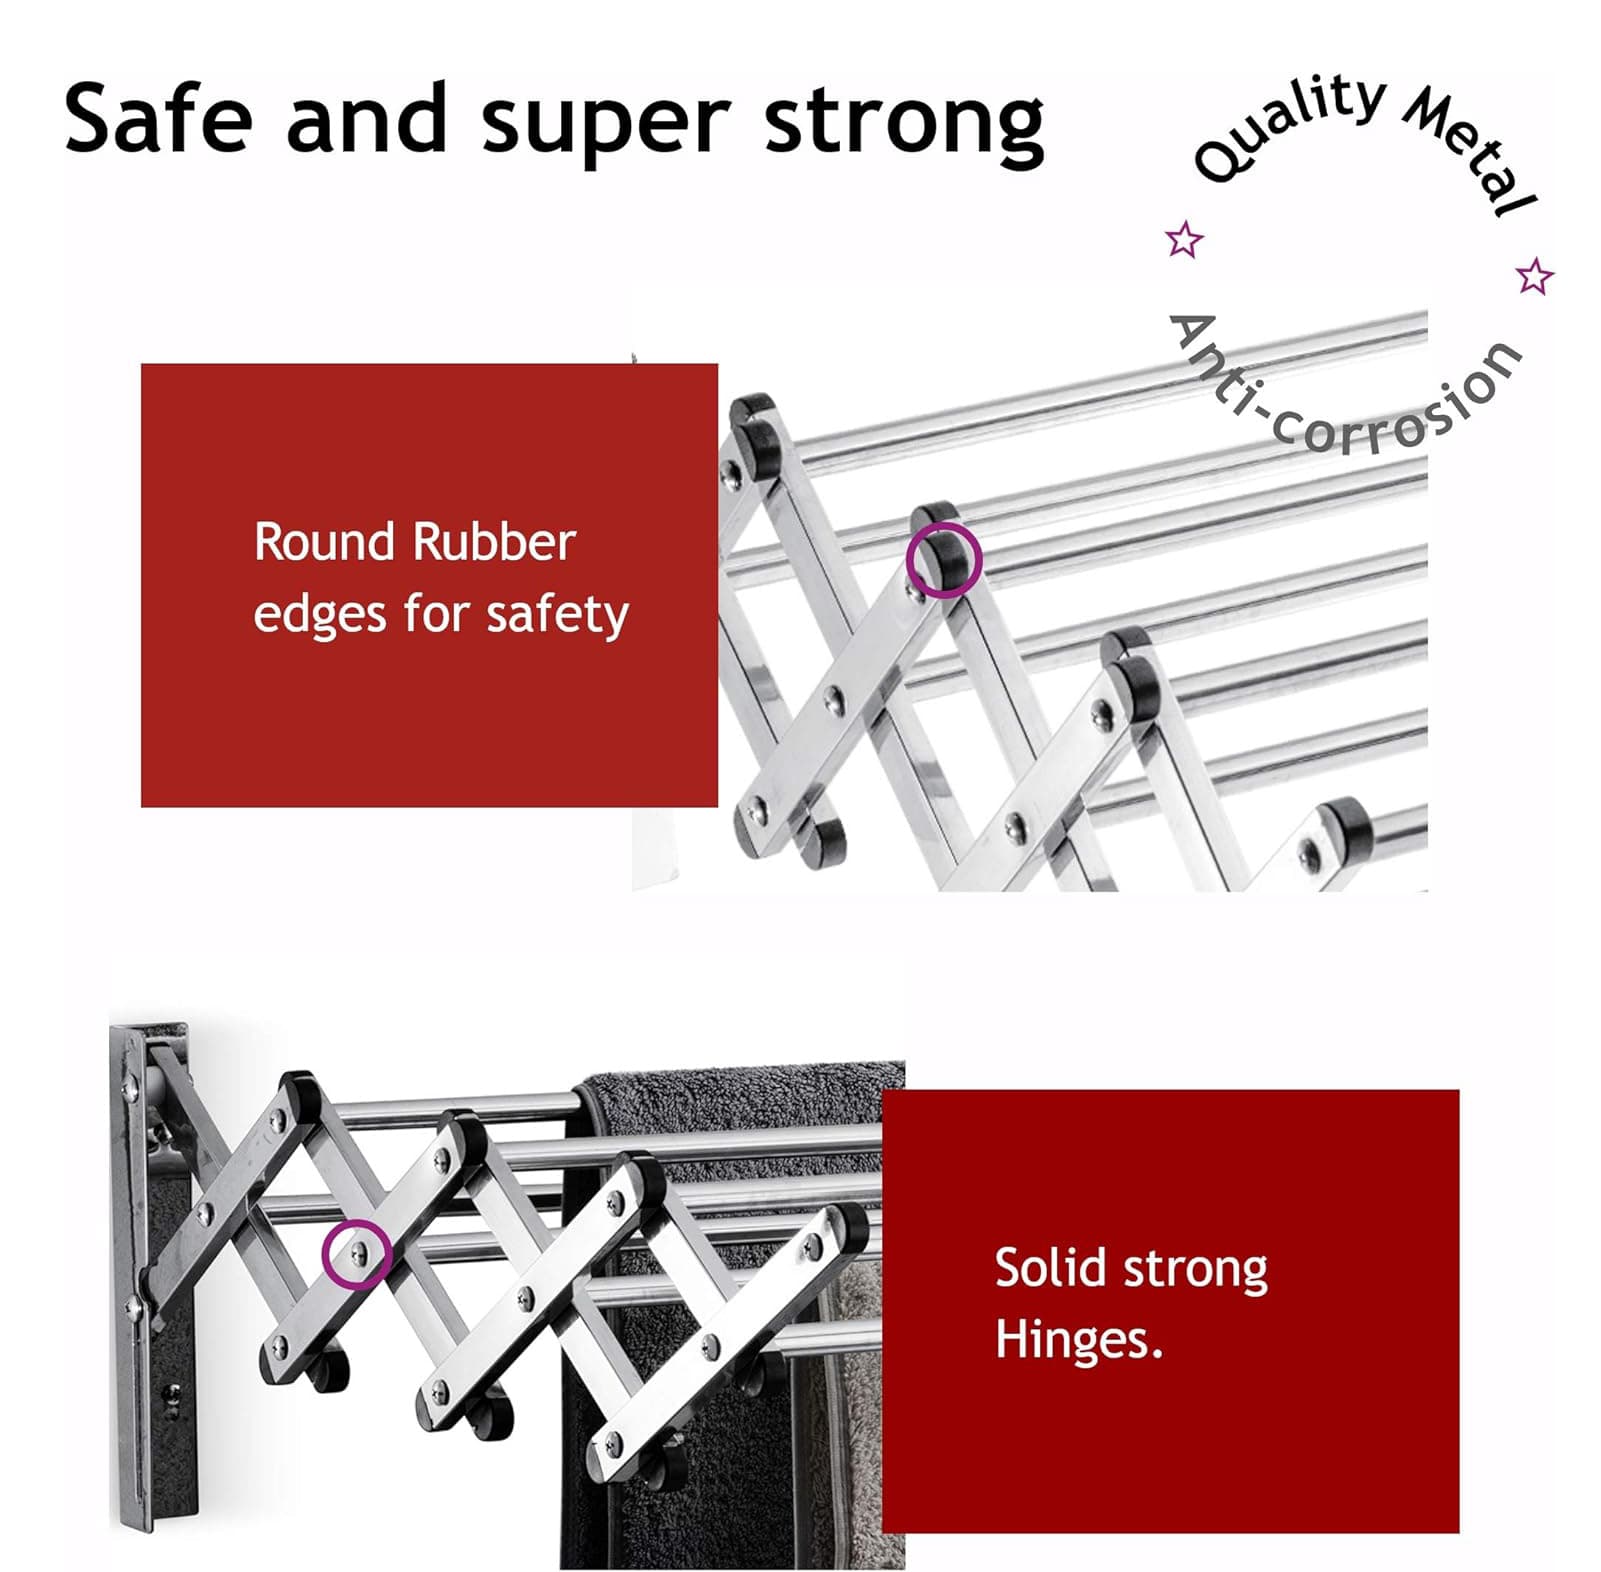 Safe and super strong
Quality Metal
Anti-corrosion
Round Rubber
edges for safety
Solid strong
Hinges.